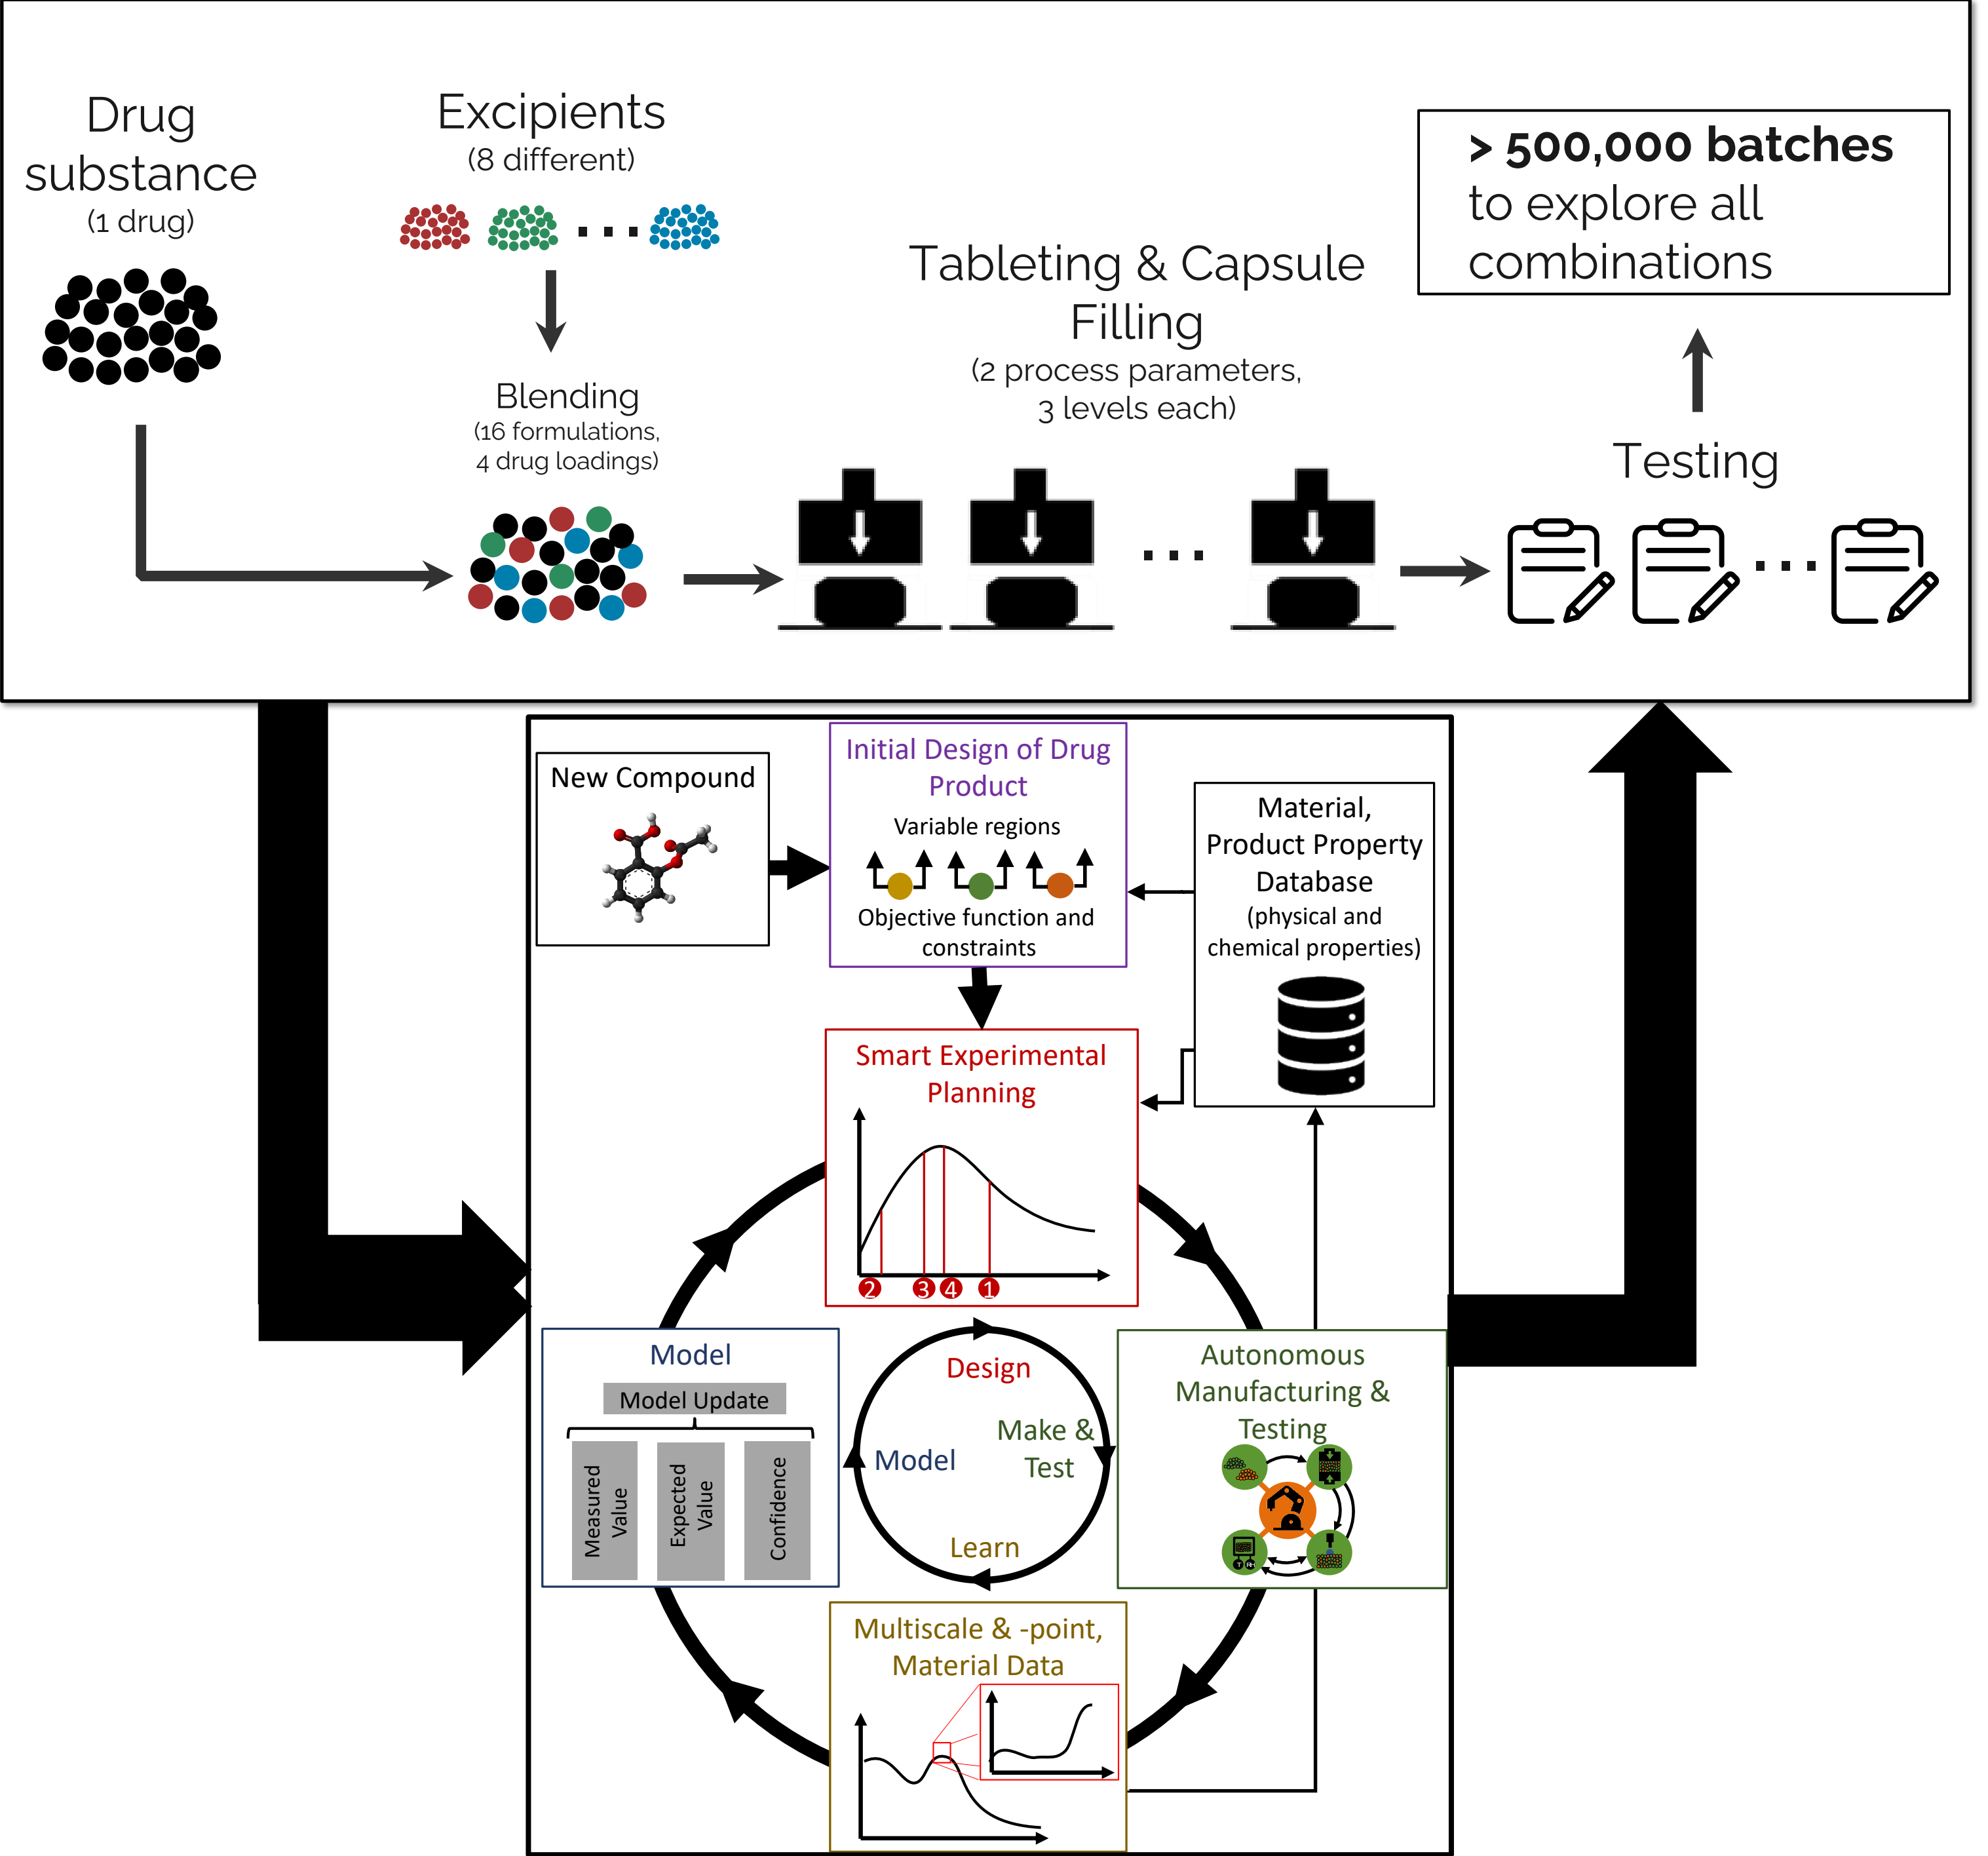 Drug
substance
(1 drug)
Excipients
(8 different)
Blending
(16 formulations,
4 drug loadings)
Tableting & Capsule
Filling
(2 process parameters,
3 levels each)
Testing
> 500,000 batches
to explore all
combinations
New Compound
Initial Design of Drug
Product
Variable regions
Objective function and
constraints
Material,
Product Property
Database
(physical and
chemical properties)
Smart Experimental
Planning
2 3 4 1
Model
Model Update
Measured
Value
Expected
Value
Confidence
Design
Make &
Test
Learn
Model
Autonomous
Manufacturing &
Testing
Multiscale & -point,
Material Data